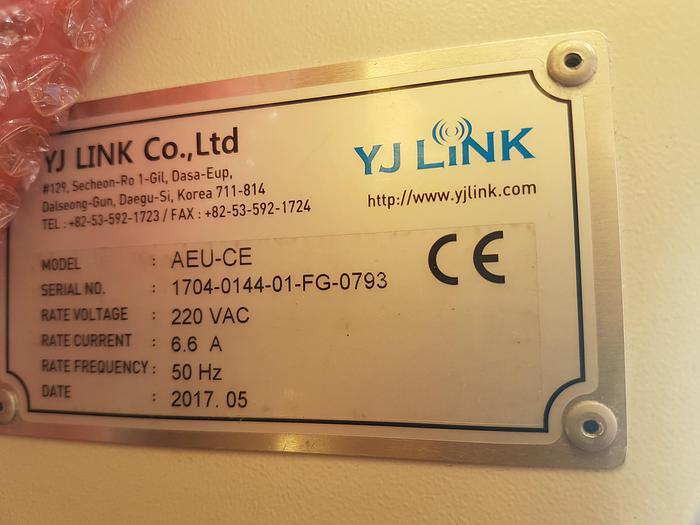 YJ LINK Co.,Ltd
#129, Secheon-Ro 1-Gil, Dasa-Eup,
Dalseong-Gun, Daegu-Si, Korea 711-814
TEL : +82-53-592-1723 / FAX : +82-53-592-1724
YJ LiNK
http://www.yjlink.com
CE
MODEL : AEU-CE
SERIAL NO. : 1704-0144-01-FG-0793
RATE VOLTAGE : 220 VAC
RATE CURRENT : 6.6 A
RATE FREQUENCY : 50 Hz
DATE : 2017. 05